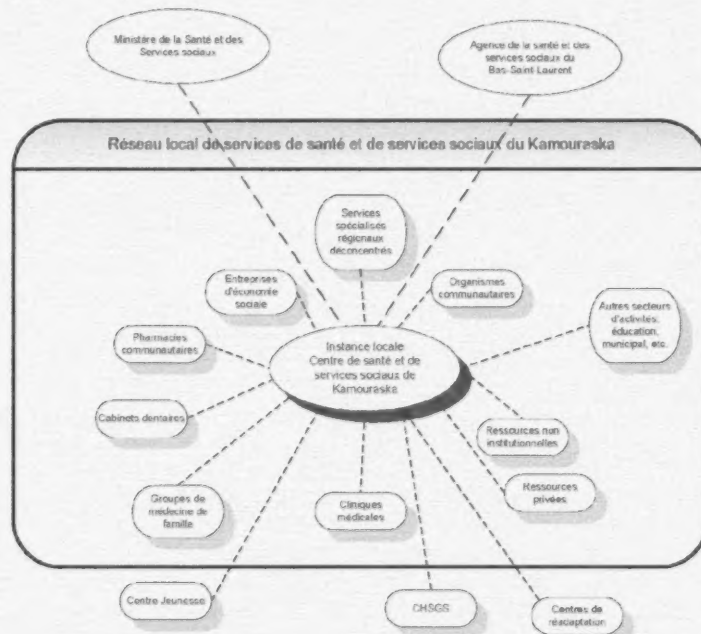 Ministère de la Santé et des
Services sociaux
Agence de la santé et des
services sociaux du
Bas-Saint-Laurent
Réseau local de services de santé et de services sociaux du Kamouraska
Services
spécialisés
régionaux
déconcentrés
Entreprises
d'économie
sociale
Organismes
communautaires
Autres secteurs
d'activités:
éducation,
municipal, etc.
Pharmacies
communautaires
Instance locale
Centre de santé et de
services sociaux de
Kamouraska
Cabinets dentaires
Ressources non
institutionnelles
Groupes de
médecine de
famille
Cliniques
médicales
Ressources
privées
Centre Jeunesse
CHSGS
Centres de
réadaptation